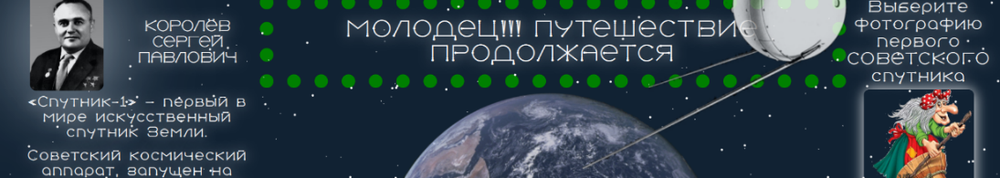 КОРОЛЁВ
СЕРГЕЙ
ПАВЛОВИЧ
«Спутник-1» – первый в
мире искусственный
спутник Земли.
Советский космический
аппарат, запущен на
МОЛОДЕЦ!!! ПУТЕШЕСТВИЕ
ПРОДОЛЖАЕТСЯ
Выберите
фотографию
первого
советского
спутника